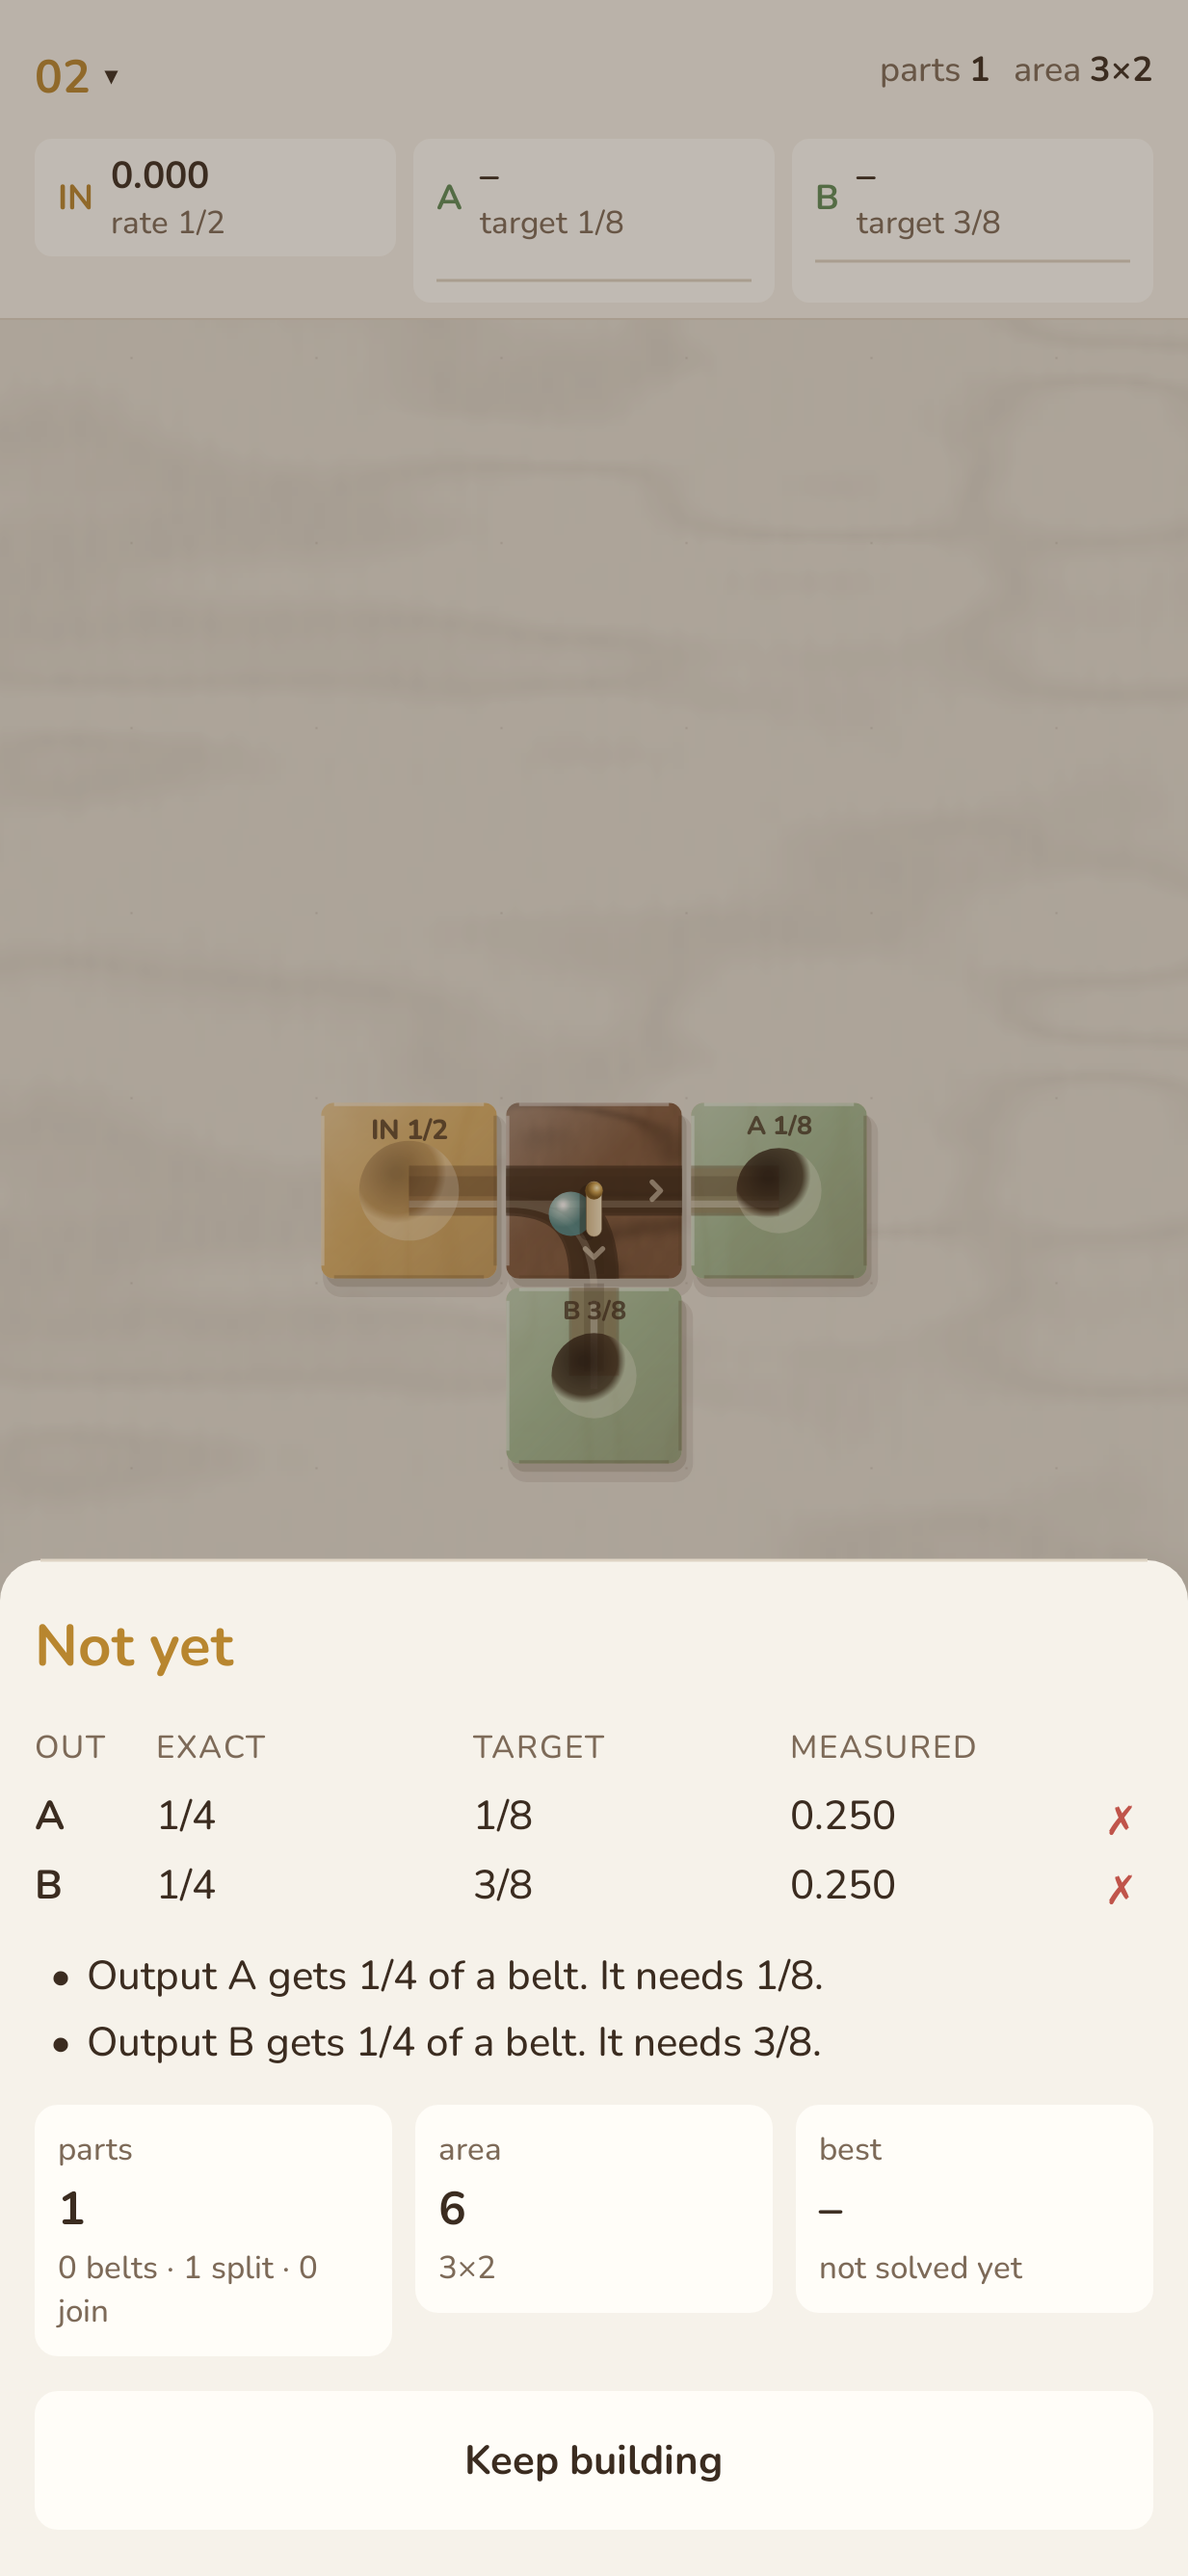 02 ▾
parts 1 area 3×2
IN 0.000
rate 1/2
A –
target 1/8
B –
target 3/8
IN 1/2
A 1/8
B 3/8
Not yet
OUT EXACT TARGET MEASURED
A 1/4 1/8 0.250 ✗
B 1/4 3/8 0.250 ✗
• Output A gets 1/4 of a belt. It needs 1/8.
• Output B gets 1/4 of a belt. It needs 3/8.
parts
1
0 belts · 1 split · 0
join
area
6
3×2
best
–
not solved yet
Keep building